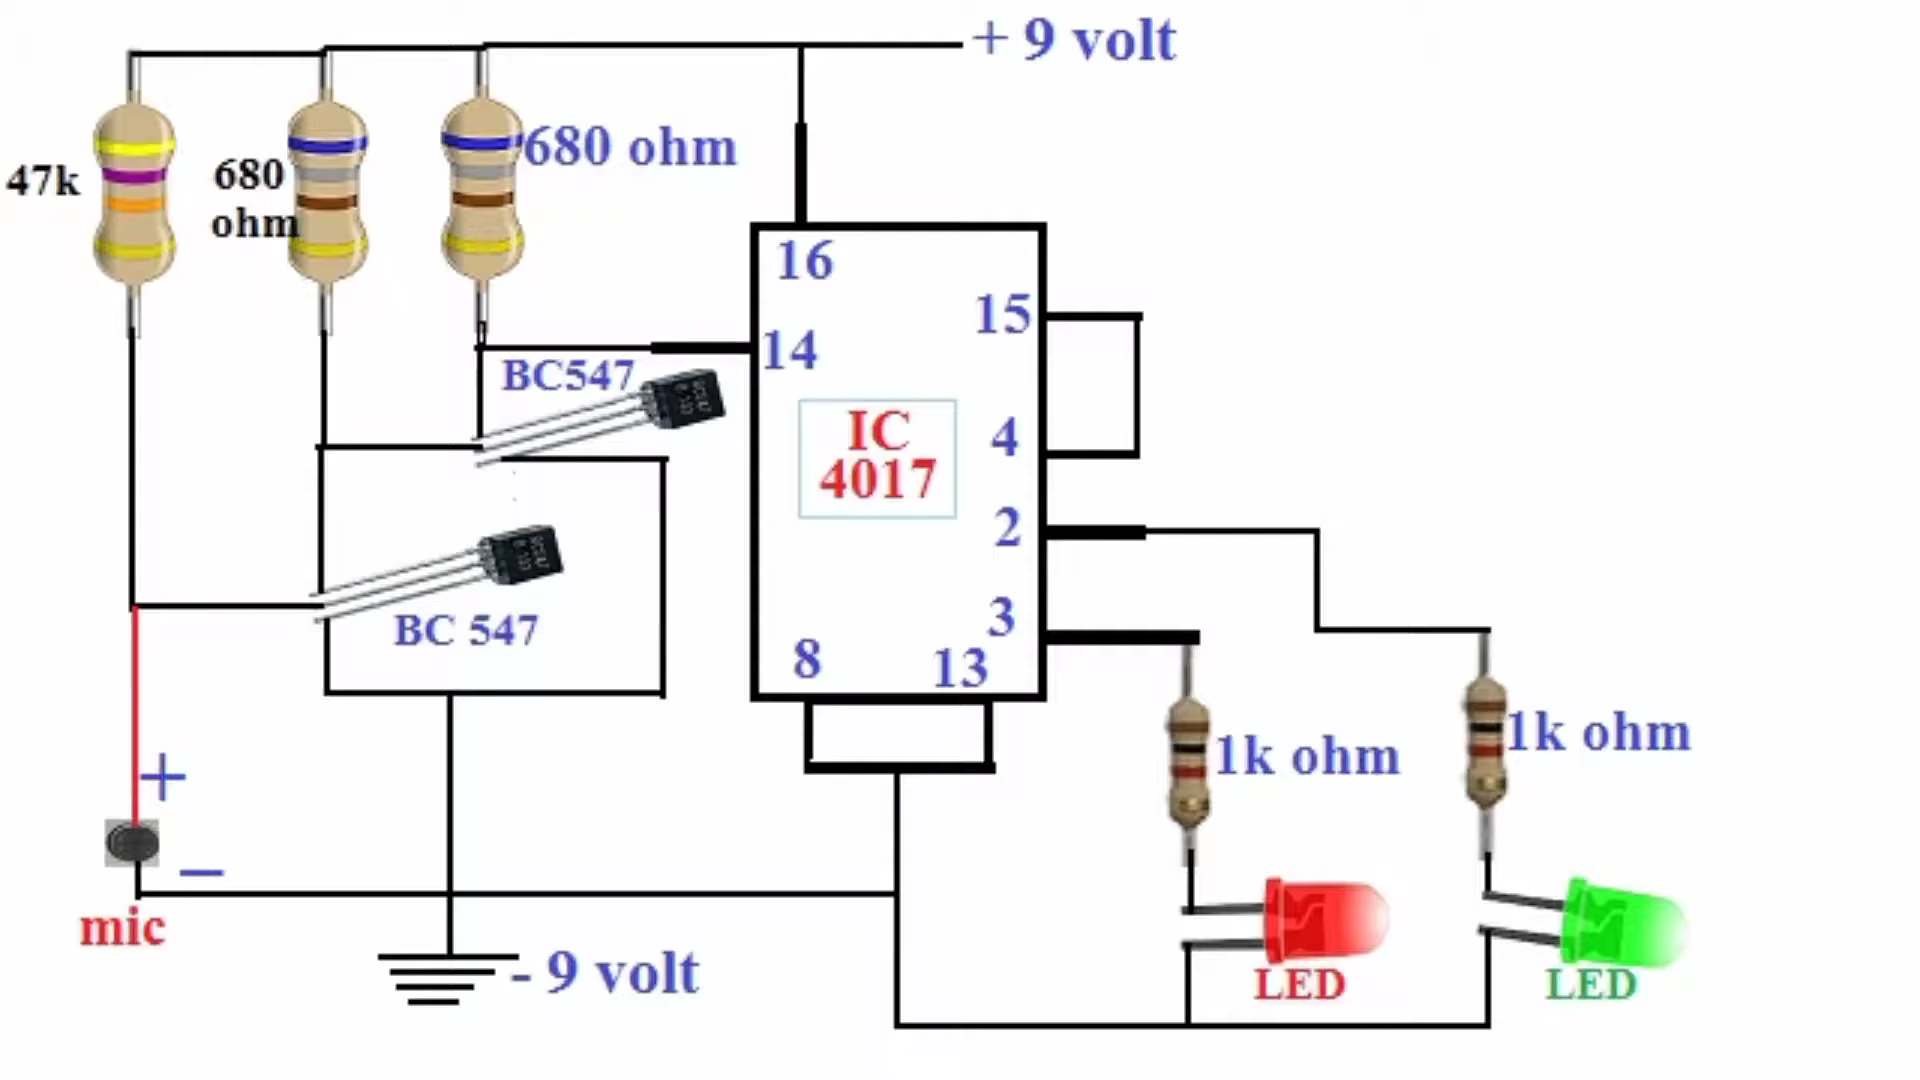 + 9 volt
47k
680
ohm
680 ohm
16
15
14
BC547
IC
4017
4
2
BC 547
3
8
13
1k ohm
1k ohm
+
−
mic
- 9 volt
LED
LED